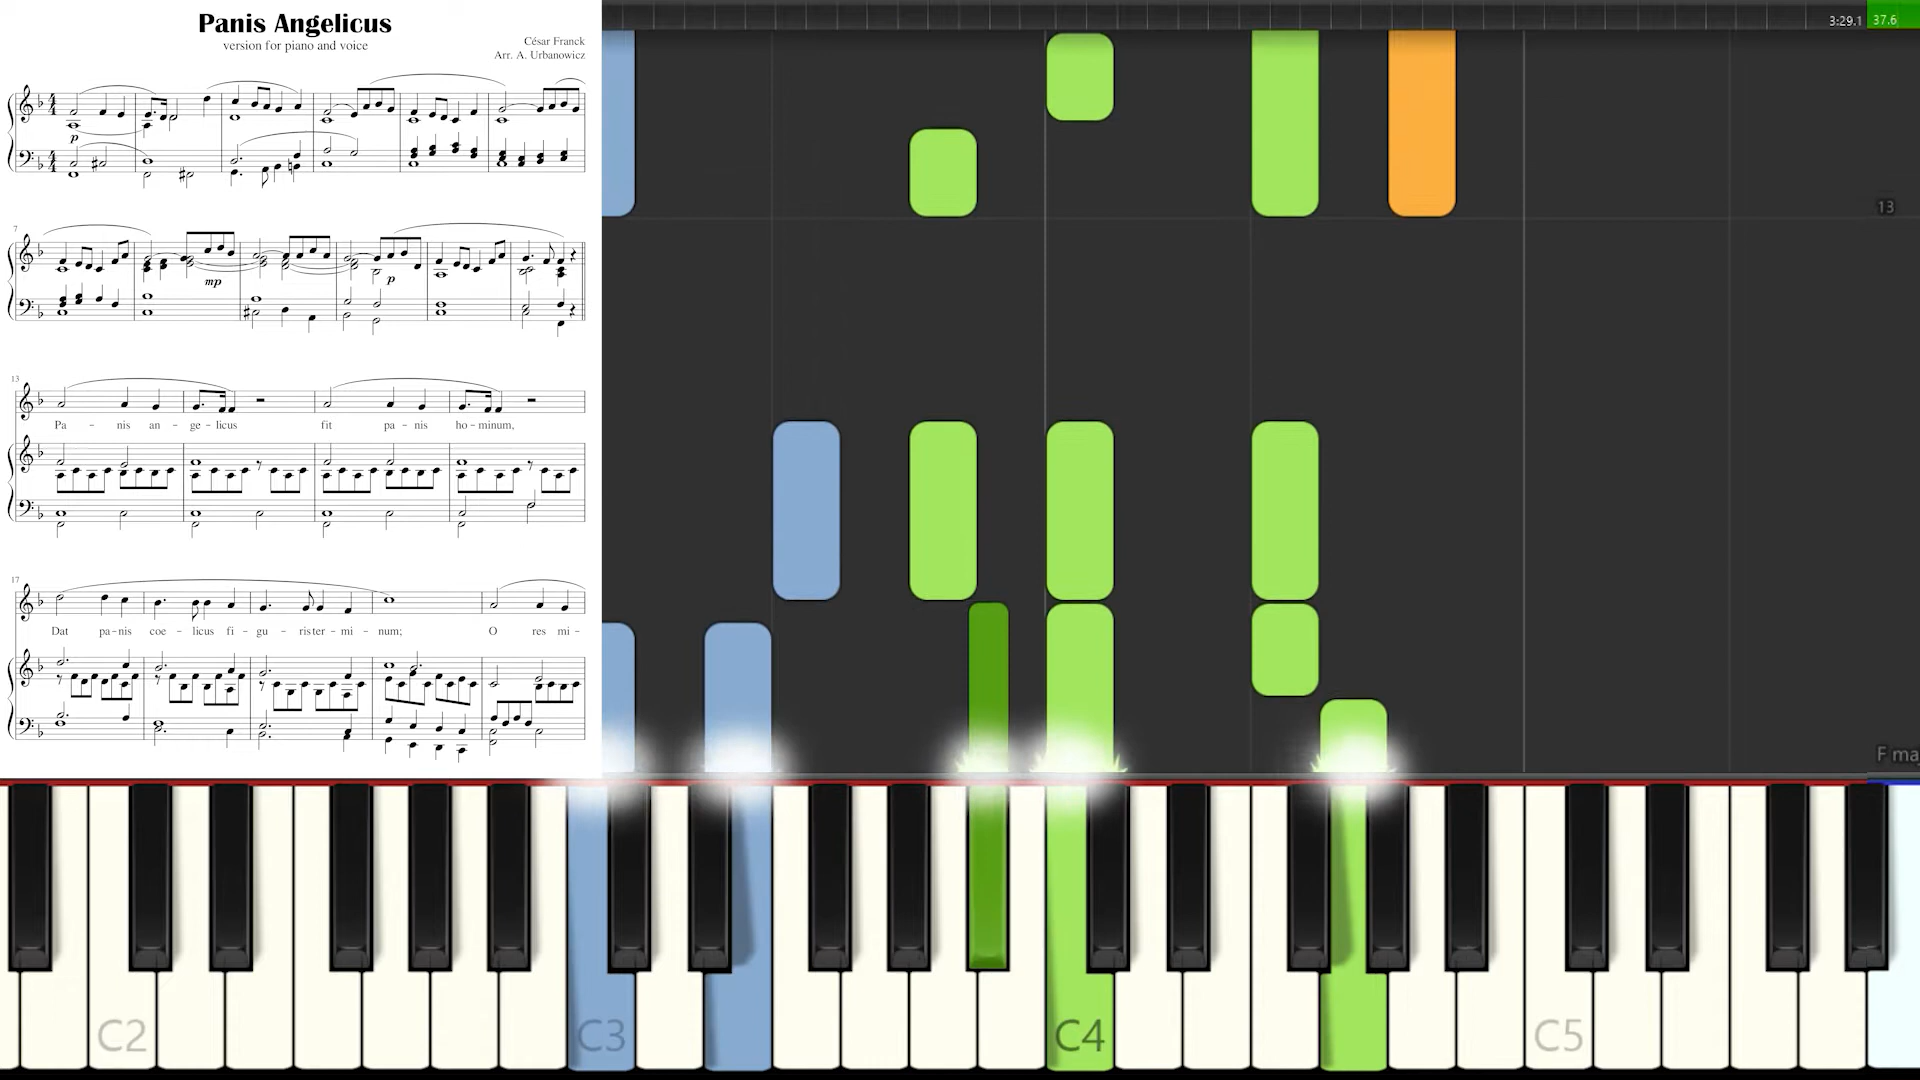 Panis Angelicus
version for piano and voice
César Franck
Arr. A. Urbanowicz
3:29.1
37.6
p
7
mp
p
13
13
Pa - nis an - ge - licus fit pa - nis ho - minum,
17
Dat pa - nis coe - licus fi - gu - ris ter - mi - num; O res mi -
F ma
C2
C3
C4
C5